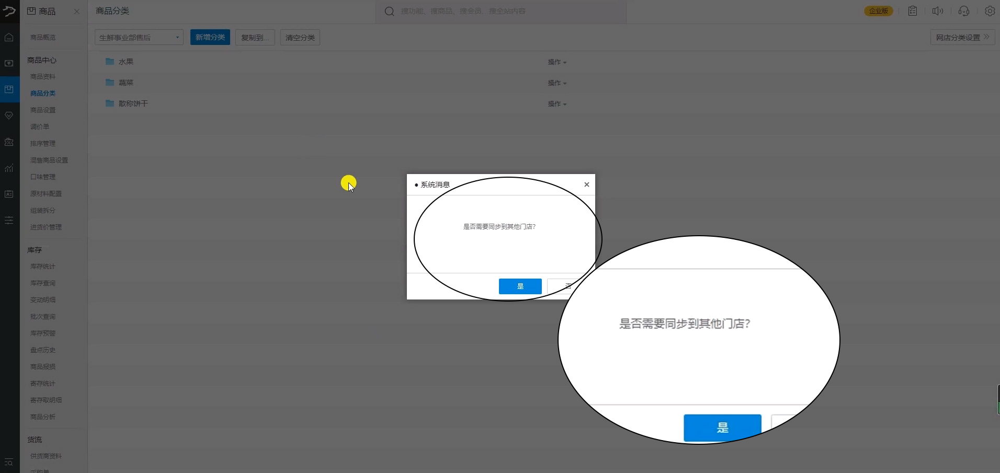 商品
商品分类
搜功能、搜商品、搜会员...搜全站内容
企业版
商品概览
生鲜事业部售后
新增分类
复制到...
清空分类
网店分类设置
商品中心
商品资料
商品分类
商品设置
调价单
排序管理
混售商品设置
口味管理
原材料配置
组装拆分
进货价管理
库存
库存统计
库存查询
变动明细
批次查询
库存预警
盘点历史
商品报损
寄存统计
寄存取明细
商品分析
货流
供货商资料
采购单
水果
操作
蔬菜
操作
散称饼干
操作
● 系统消息
是否需要同步到其他门店?
是
否
是否需要同步到其他门店?
是